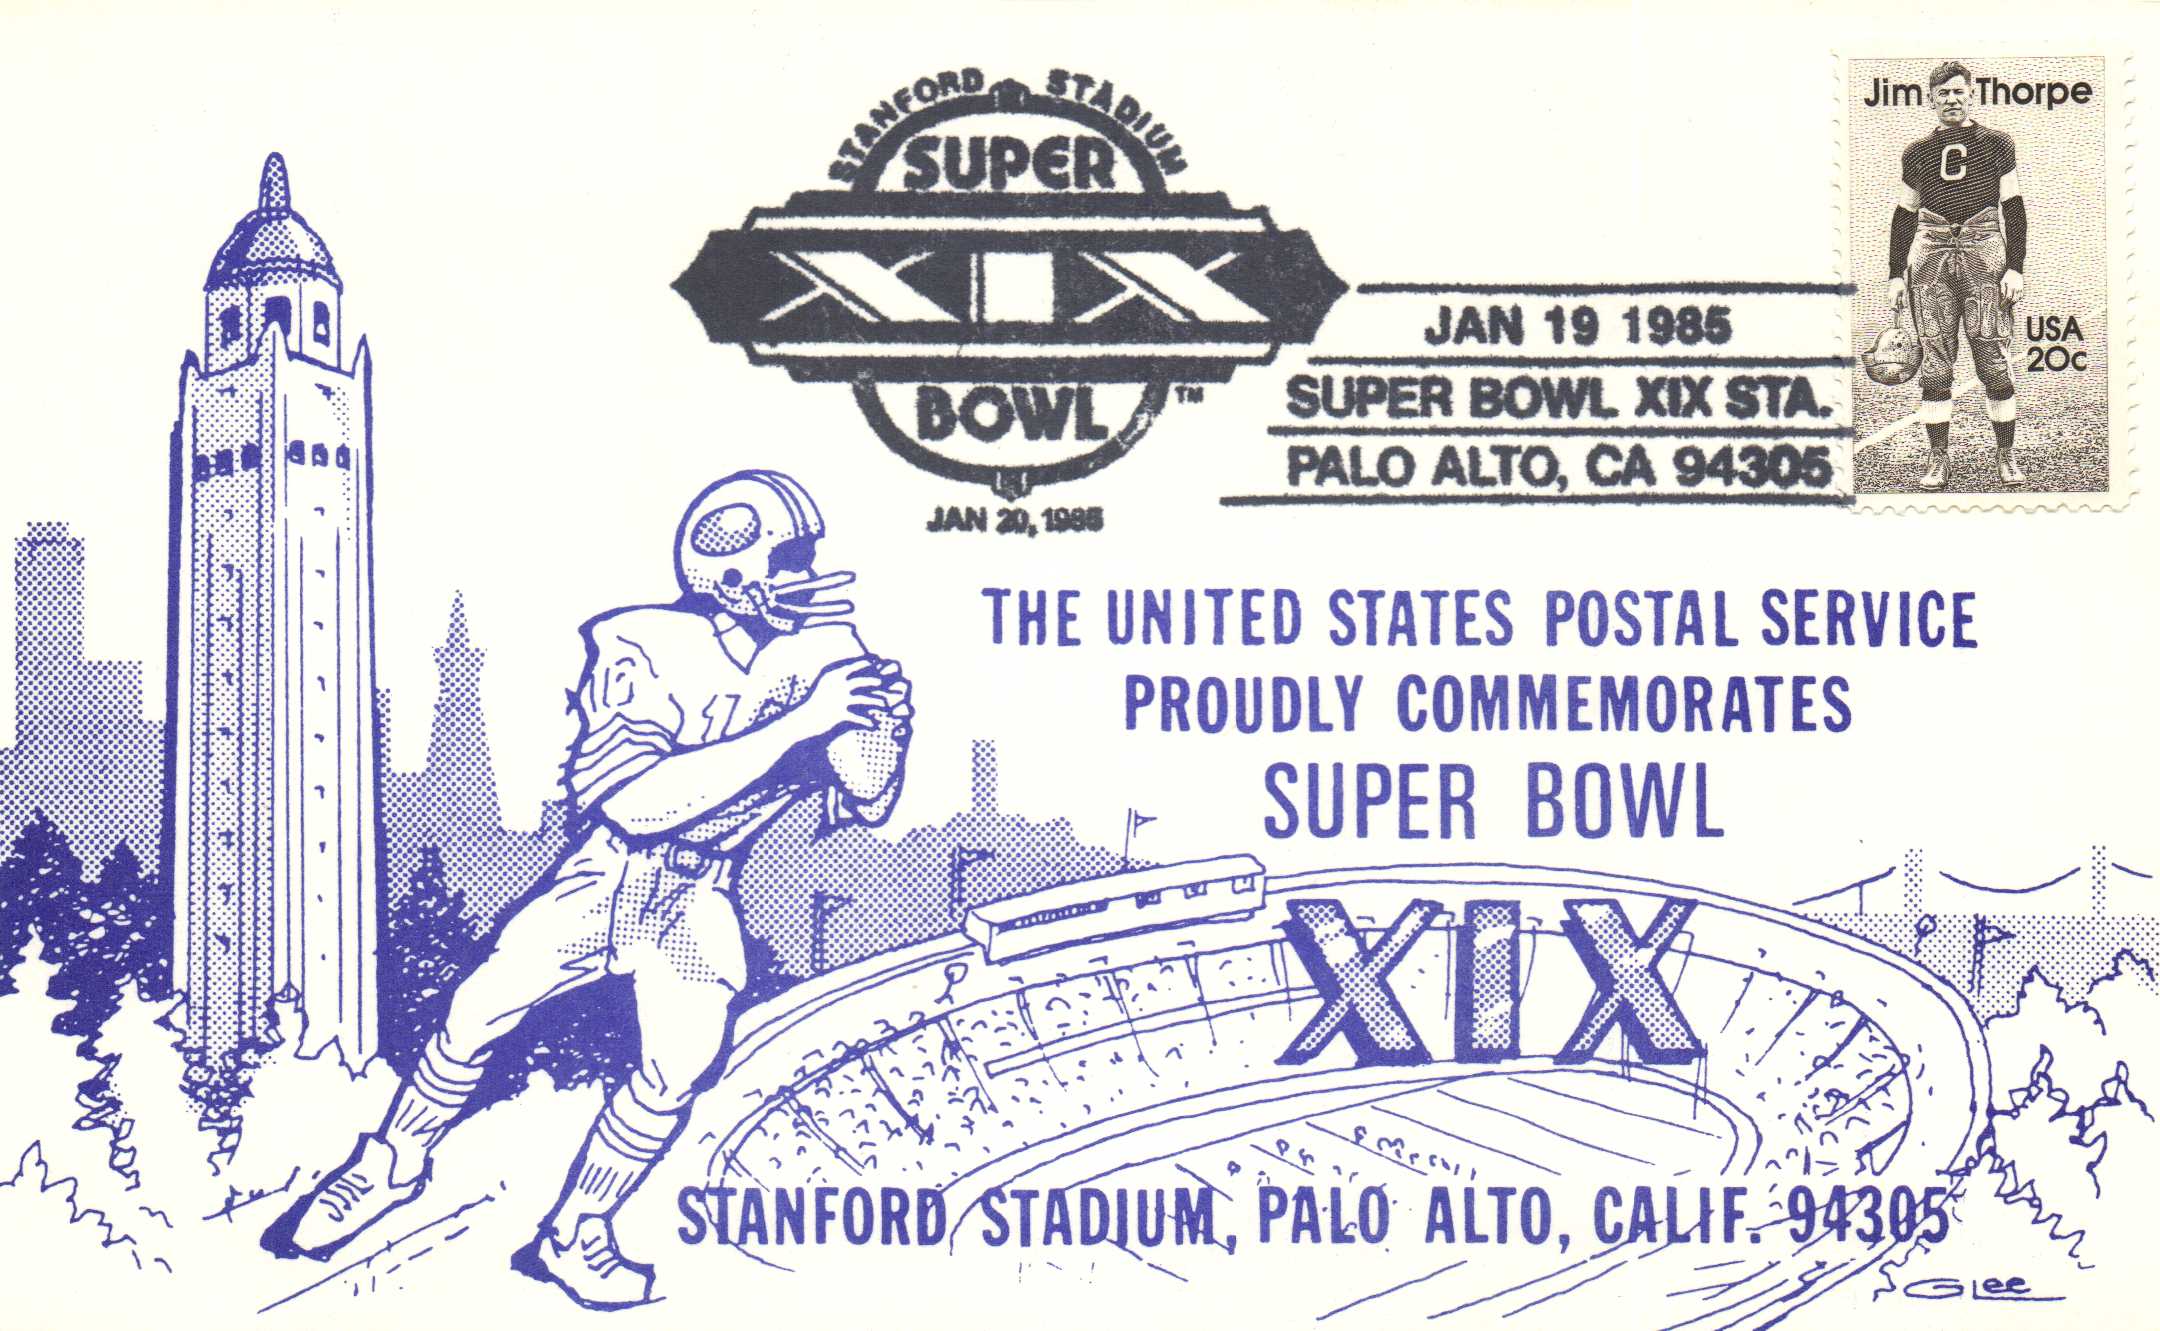 STANFORD STADIUM
SUPER
XIX
BOWL
TM
JAN 20, 1985
JAN 19 1985
SUPER BOWL XIX STA.
PALO ALTO, CA 94305
Jim Thorpe
C
USA
20c
THE UNITED STATES POSTAL SERVICE
PROUDLY COMMEMORATES
SUPER BOWL
XIX
STANFORD STADIUM, PALO ALTO, CALIF. 94305
G Lee